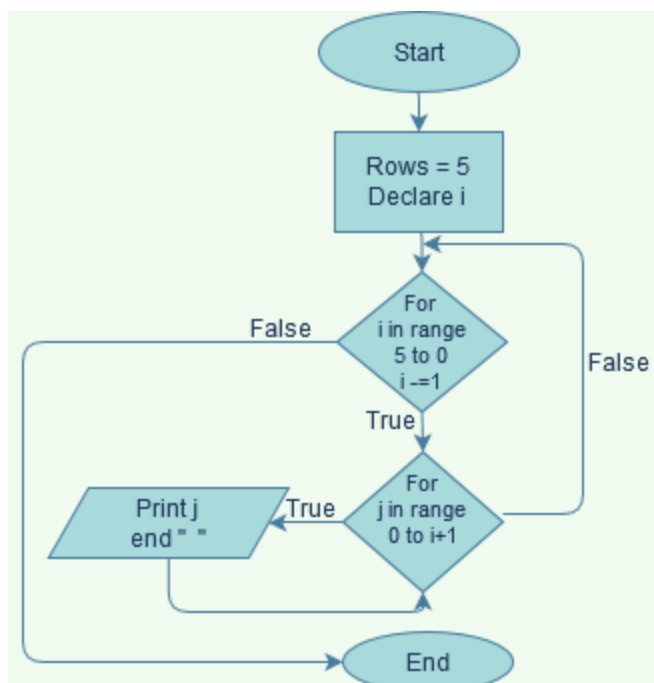 Start
Rows = 5
Declare i
For
i in range
5 to 0
i -=1
False
False
True
For
j in range
0 to i+1
True
Print j
end " "
End